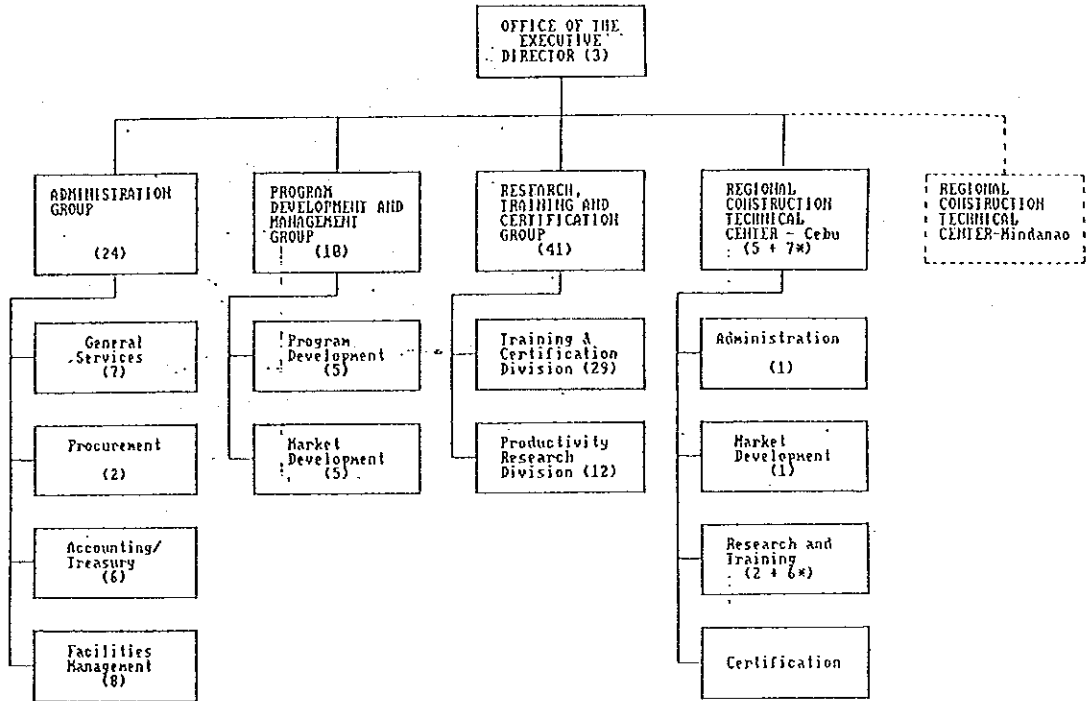 OFFICE OF THE
EXECUTIVE
DIRECTOR (3)
ADMINISTRATION
GROUP
(24)
PROGRAM
DEVELOPMENT AND
MANAGEMENT
GROUP
(10)
RESEARCH,
TRAINING AND
CERTIFICATION
GROUP
(41)
REGIONAL
CONSTRUCTION
TECHNICAL
CENTER - Cebu
(5 + 7*)
REGIONAL
CONSTRUCTION
TECHNICAL
CENTER-Mindanao
General
Services
(7)
Procurement
(2)
Accounting/
Treasury
(6)
Facilities
Management
(8)
Program
Development
(5)
Market
Development
(5)
Training &
Certification
Division (29)
Productivity
Research
Division (12)
Administration
(1)
Market
Development
(1)
Research and
Training
(2 + 6*)
Certification